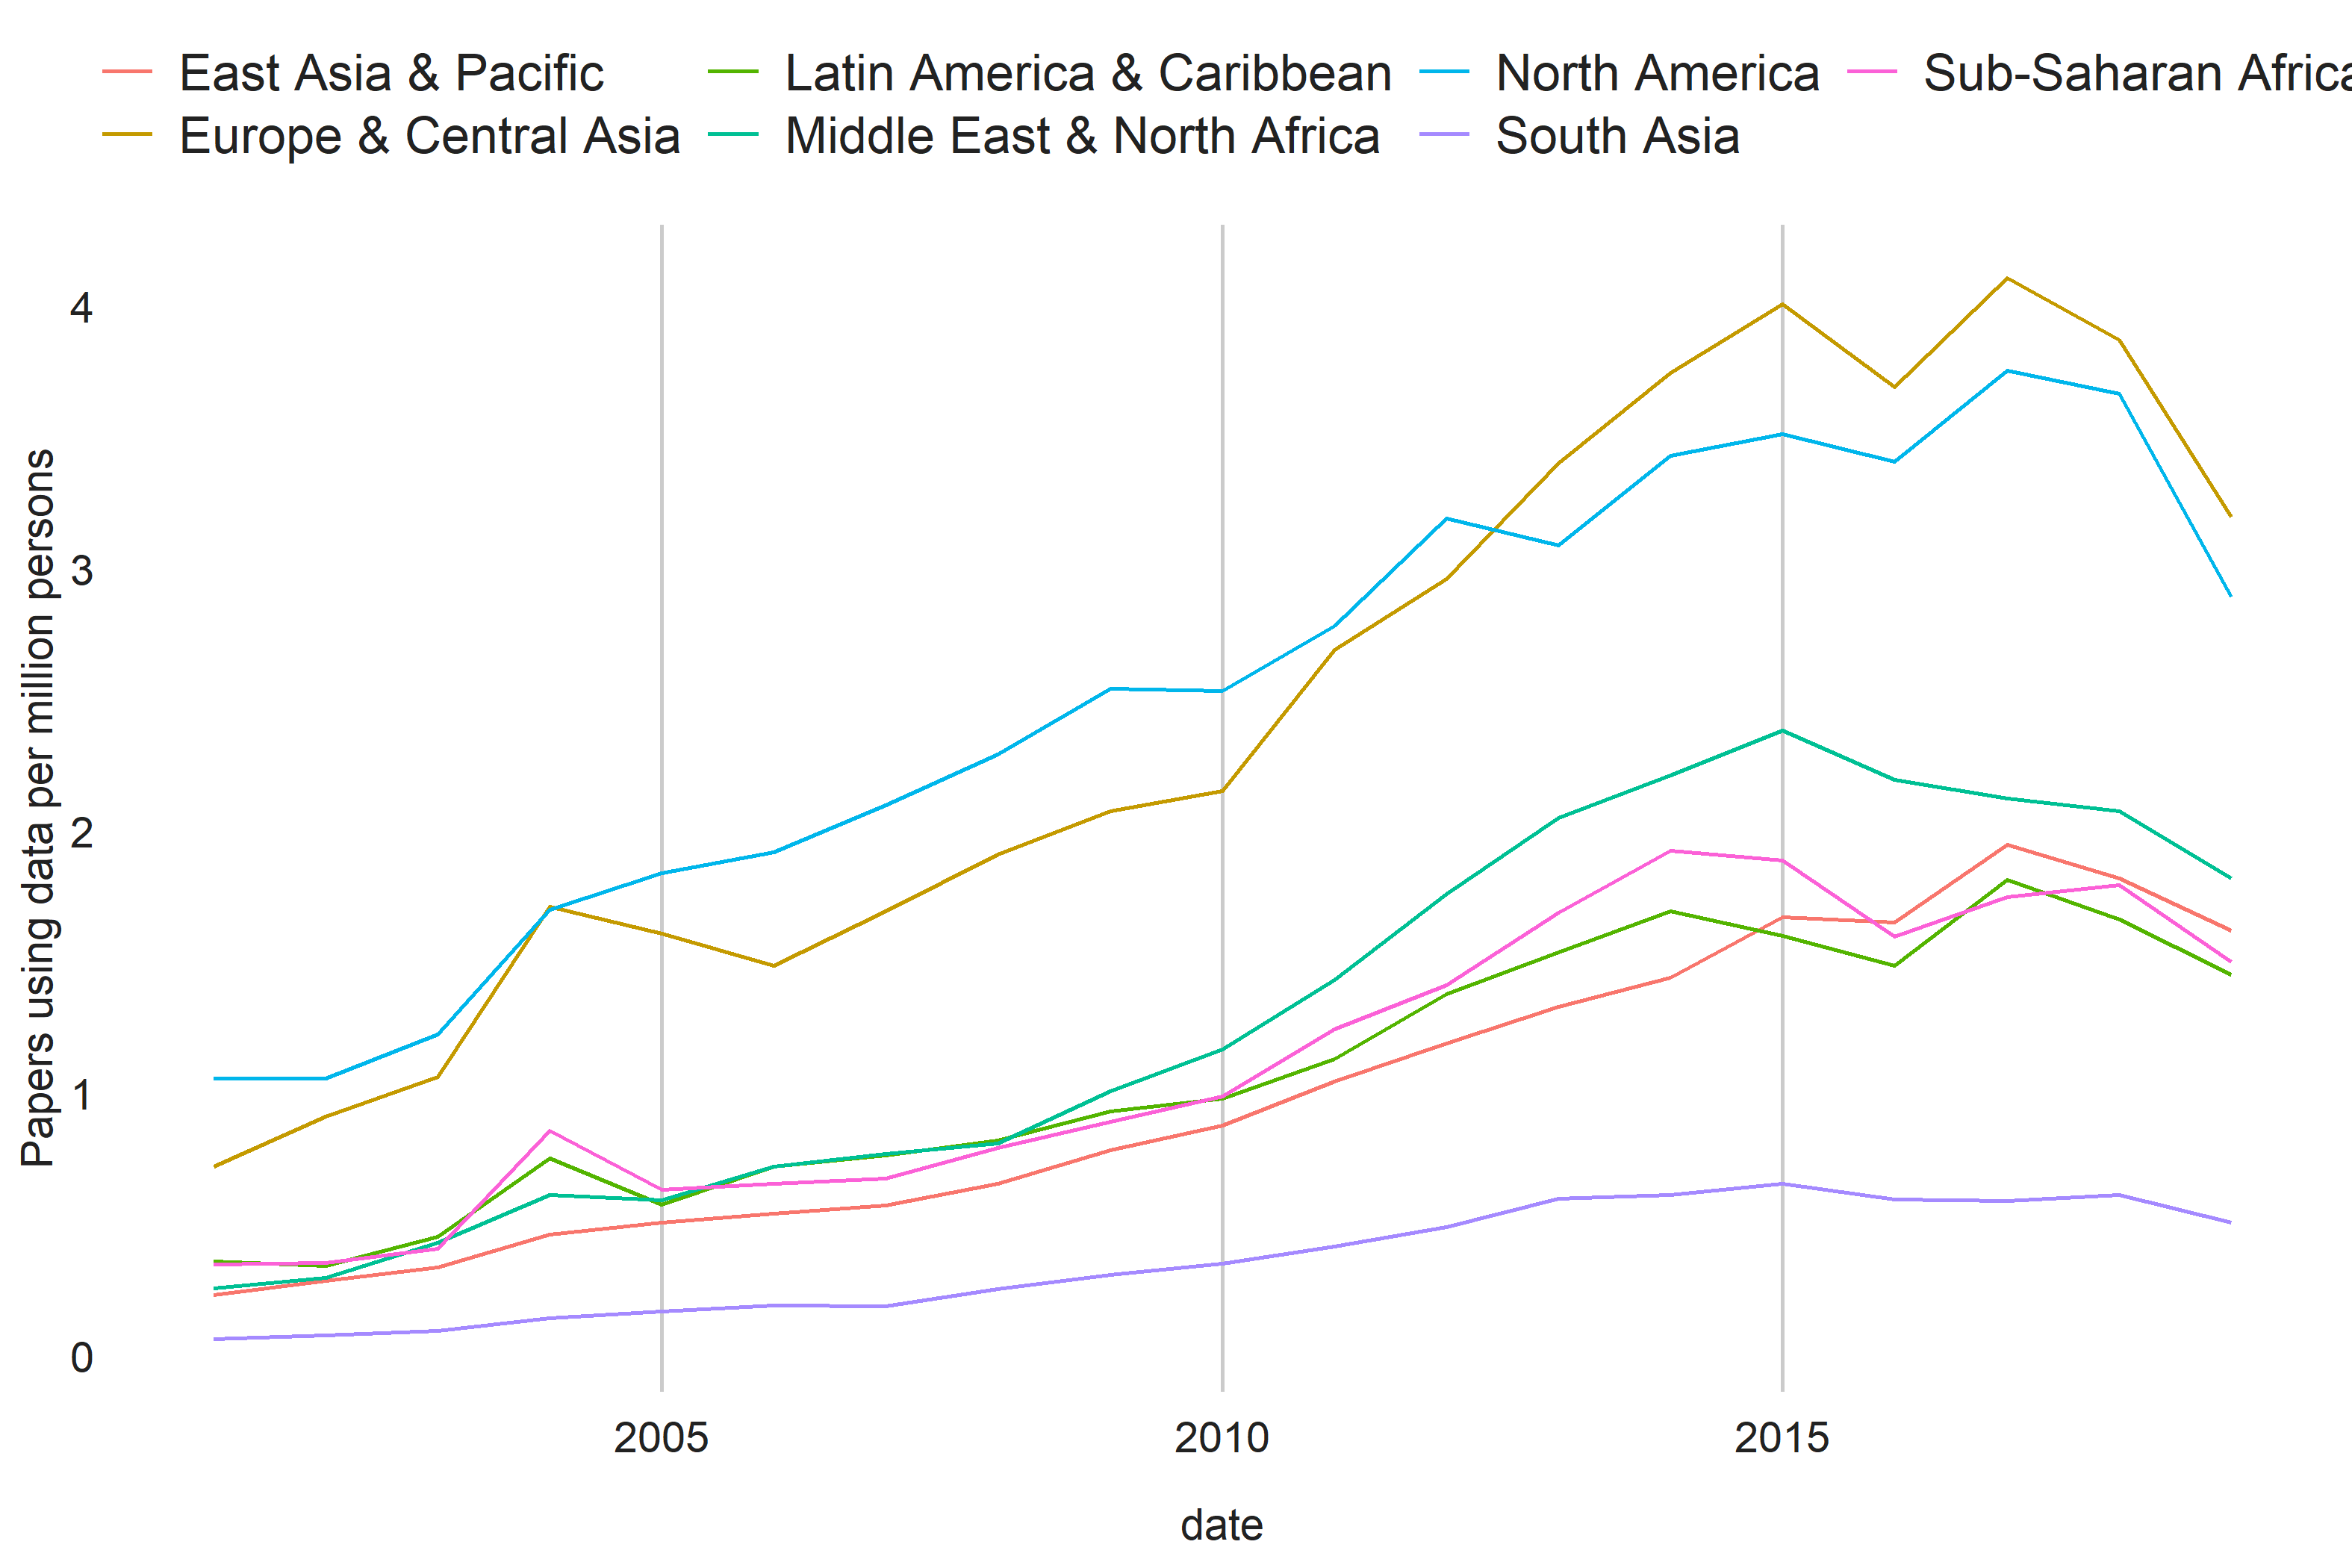 East Asia & Pacific Latin America & Caribbean North America Sub-Saharan Africa
Europe & Central Asia Middle East & North Africa South Asia
Papers using data per million persons
4
3
2
1
0
2005 2010 2015
date